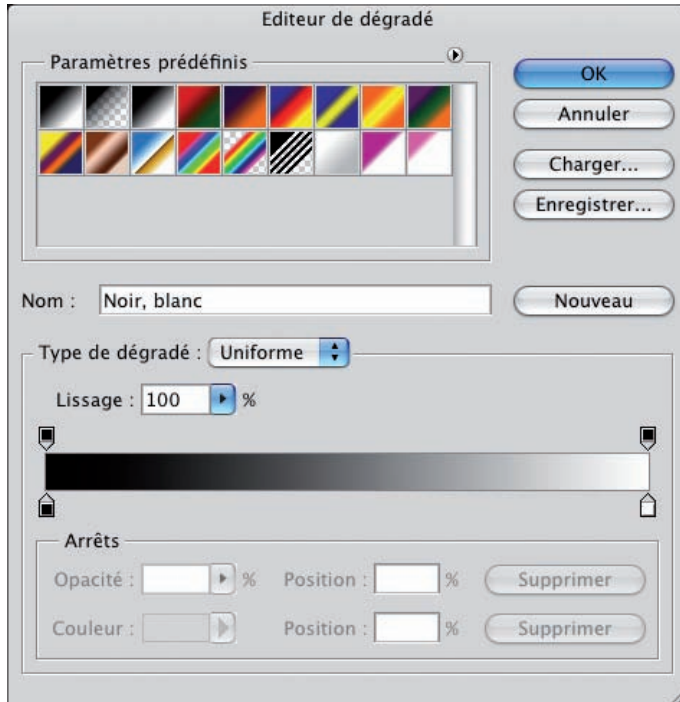 Editeur de dégradé
Paramètres prédéfinis
OK
Annuler
Charger...
Enregistrer...
Nom : Noir, blanc
Nouveau
Type de dégradé : Uniforme
Lissage : 100 %
Arrêts
Opacité : % Position : % Supprimer
Couleur : Position : % Supprimer